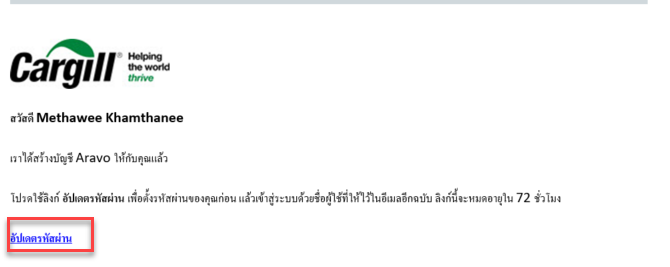 Cargill® Helping
the world
thrive
สวัสดี Methawee Khamthanee
เราได้สร้างบัญชี Aravo ให้กับคุณแล้ว
โปรดใช้ลิงก์ อัปเดตรหัสผ่าน เพื่อตั้งรหัสผ่านของคุณก่อน แล้วเข้าสู่ระบบด้วยชื่อผู้ใช้ที่ให้ไว้ในอีเมลอีกฉบับ ลิงก์นี้จะหมดอายุใน 72 ชั่วโมง
อัปเดตรหัสผ่าน